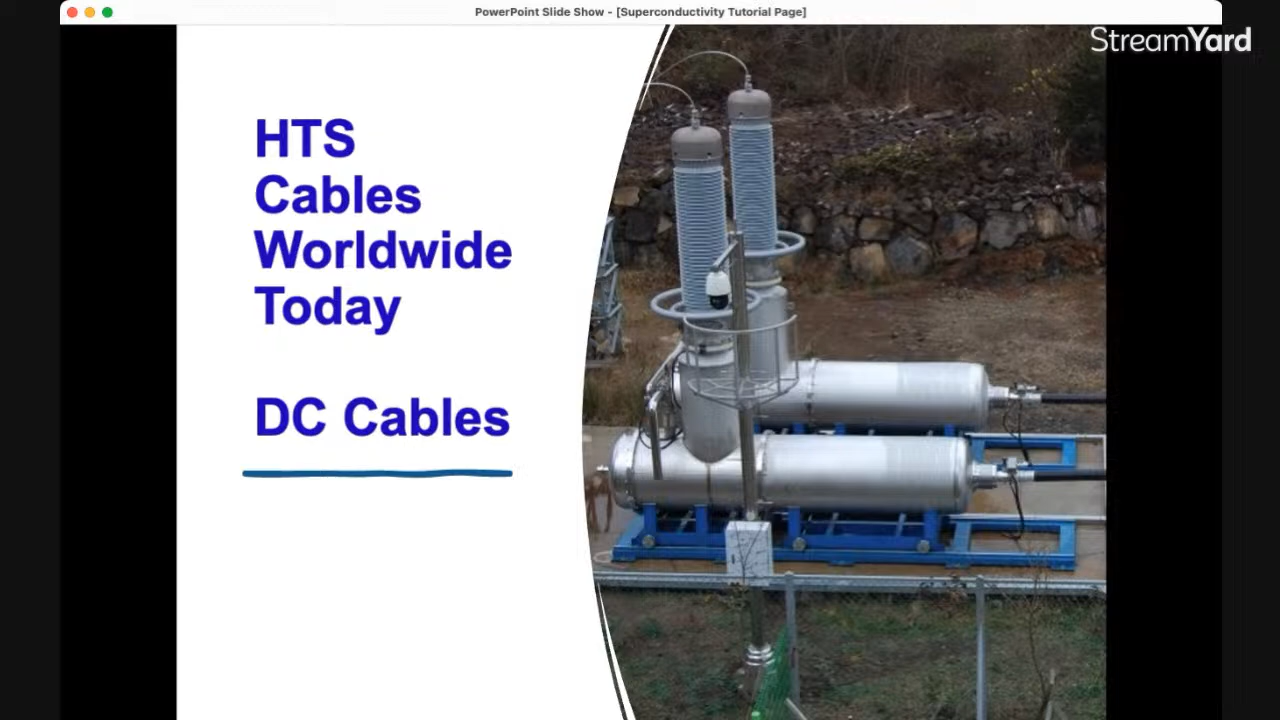 PowerPoint Slide Show - [Superconductivity Tutorial Page]
StreamYard
HTS
Cables
Worldwide
Today
DC Cables